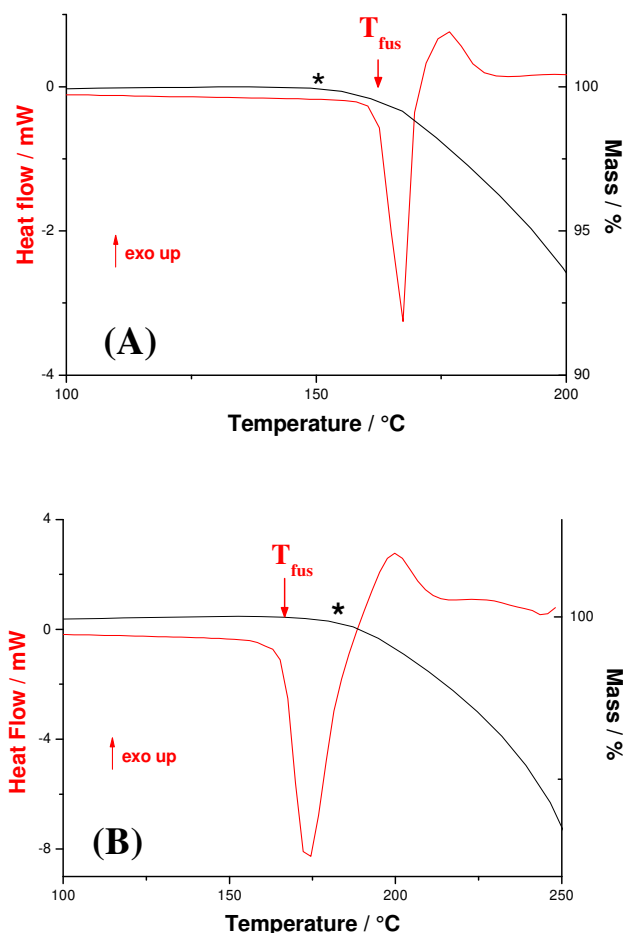 T fus
*
0
100
Heat flow / mW
Mass / %
-2
95
exo up
(A)
-4
90
100
150
200
Temperature / °C
4
T fus
*
100
0
Heat Flow / mW
Mass / %
-4
exo up
-8
(B)
100
150
200
250
Temperature / °C